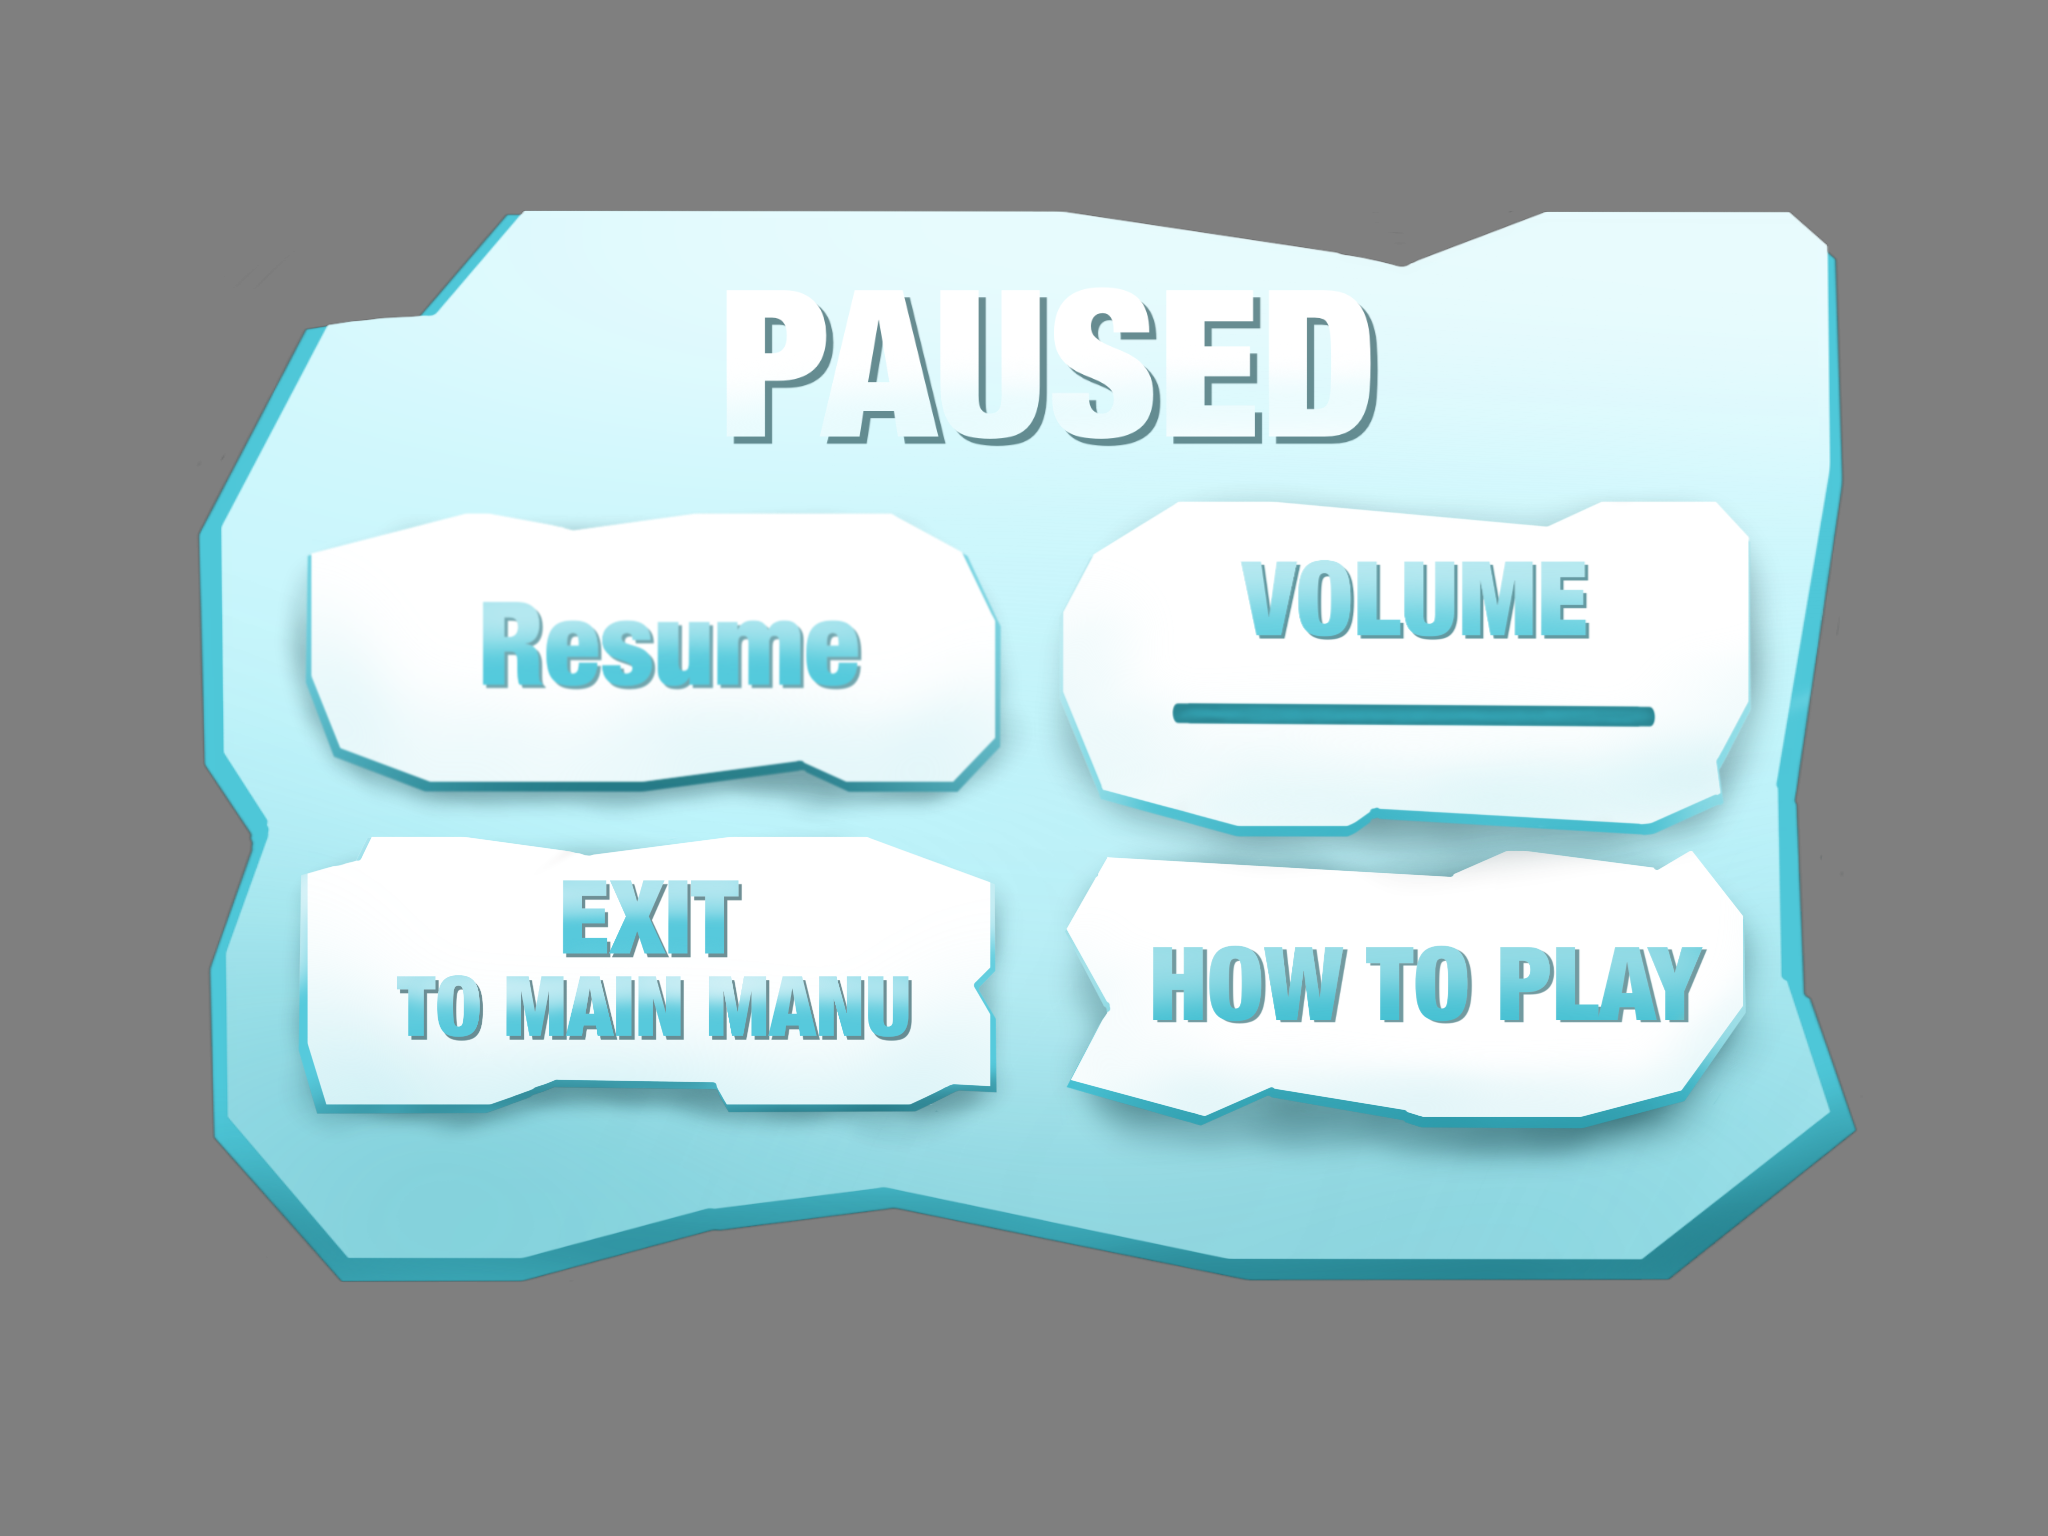 PAUSED
Resume
VOLUME
EXIT
TO MAIN MANU
HOW TO PLAY